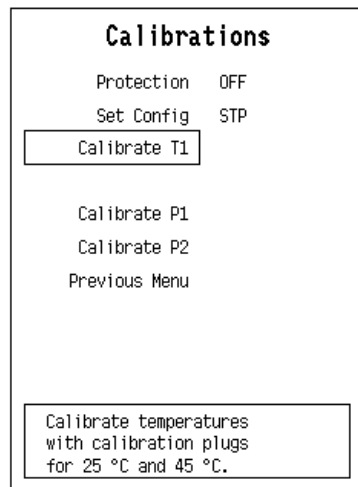 Calibrations
Protection OFF
Set Config STP
Calibrate T1
Calibrate P1
Calibrate P2
Previous Menu
Calibrate temperatures
with calibration plugs
for 25 °C and 45 °C.